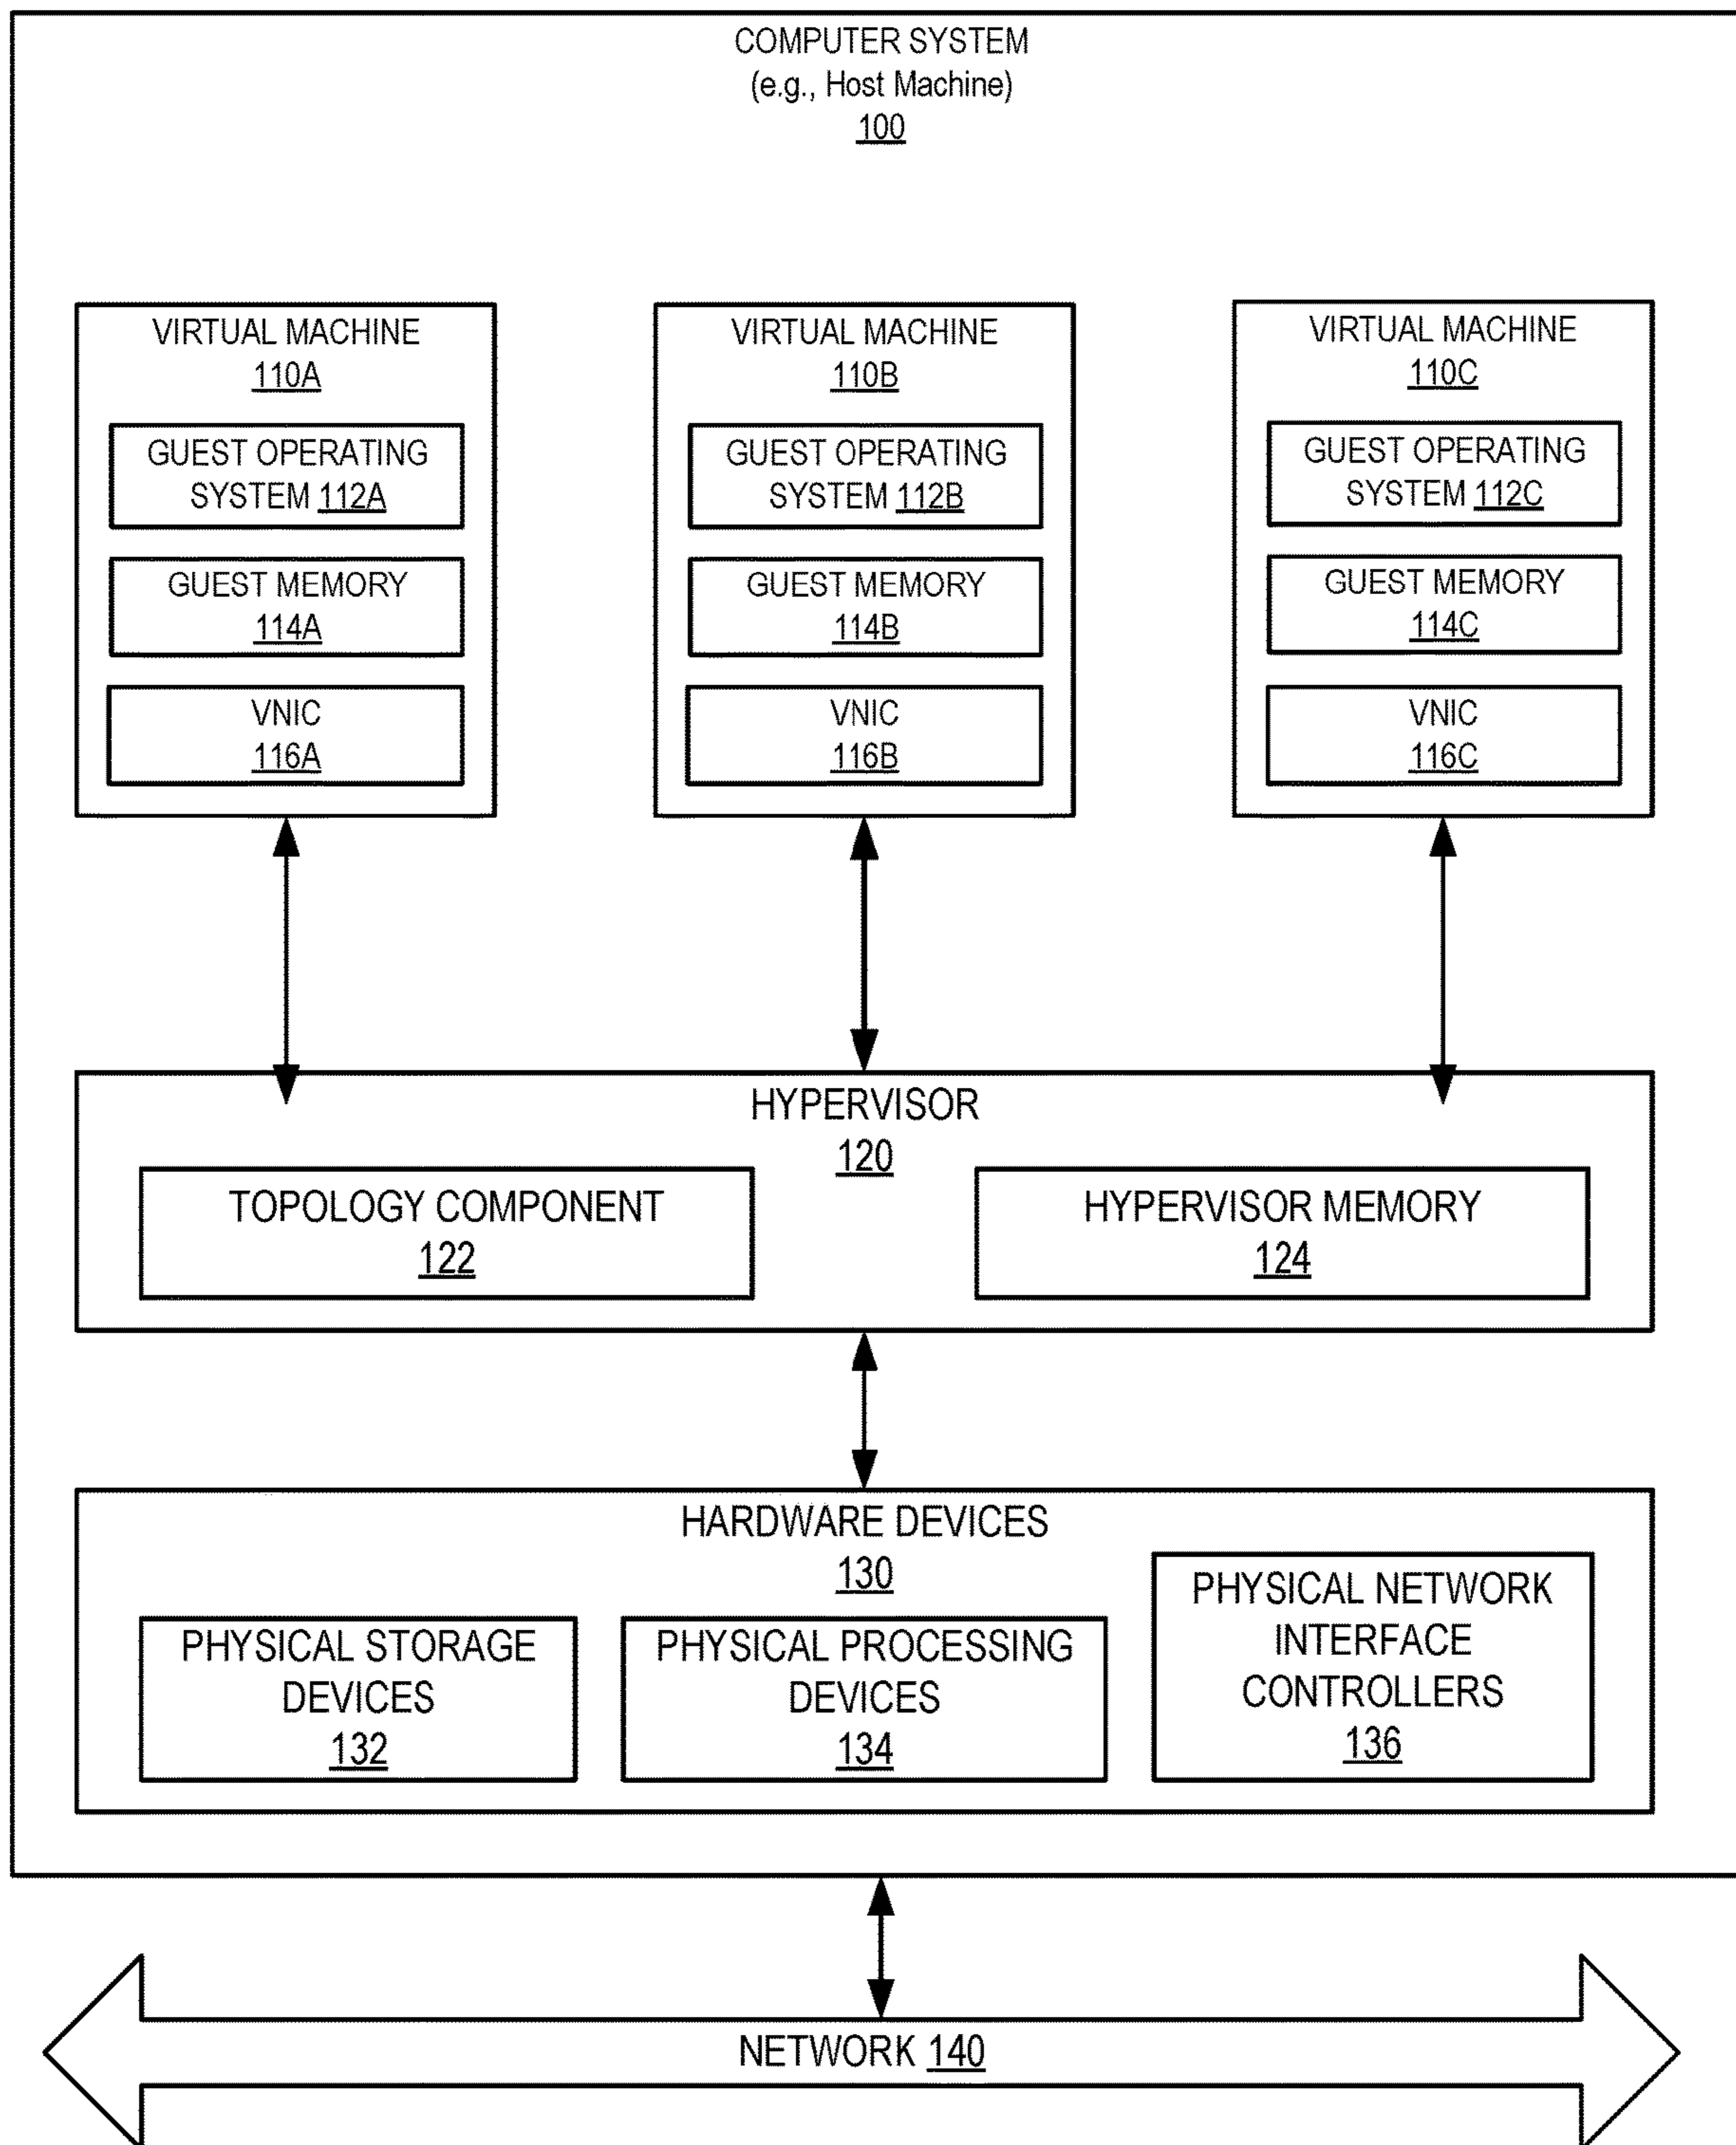 COMPUTER SYSTEM
(e.g., Host Machine)
100
VIRTUAL MACHINE
110A
GUEST OPERATING
SYSTEM 112A
GUEST MEMORY
114A
VNIC
116A
VIRTUAL MACHINE
110B
GUEST OPERATING
SYSTEM 112B
GUEST MEMORY
114B
VNIC
116B
VIRTUAL MACHINE
110C
GUEST OPERATING
SYSTEM 112C
GUEST MEMORY
114C
VNIC
116C
HYPERVISOR
120
TOPOLOGY COMPONENT
122
HYPERVISOR MEMORY
124
HARDWARE DEVICES
130
PHYSICAL STORAGE
DEVICES
132
PHYSICAL PROCESSING
DEVICES
134
PHYSICAL NETWORK
INTERFACE
CONTROLLERS
136
NETWORK 140